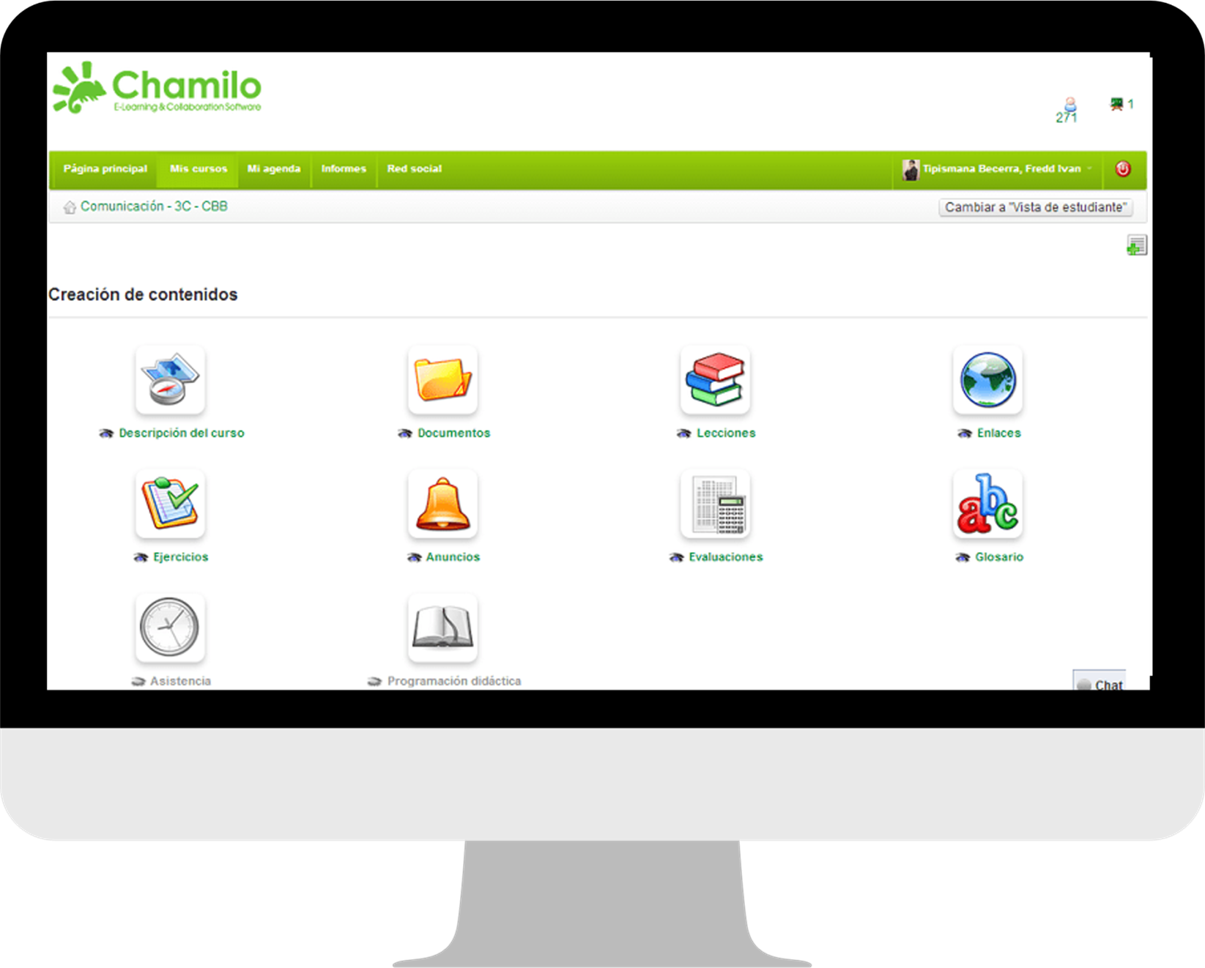 Chamilo
E-Learning & Collaboration Software
271
1
Página principal Mis cursos Mi agenda Informes Red social Tipismana Becerra, Fredd Ivan
Comunicación - 3C - CBB Cambiar a "Vista de estudiante"
Creación de contenidos
Descripción del curso Documentos Lecciones Enlaces
Ejercicios Anuncios Evaluaciones Glosario
abc
Asistencia Programación didáctica
Chat